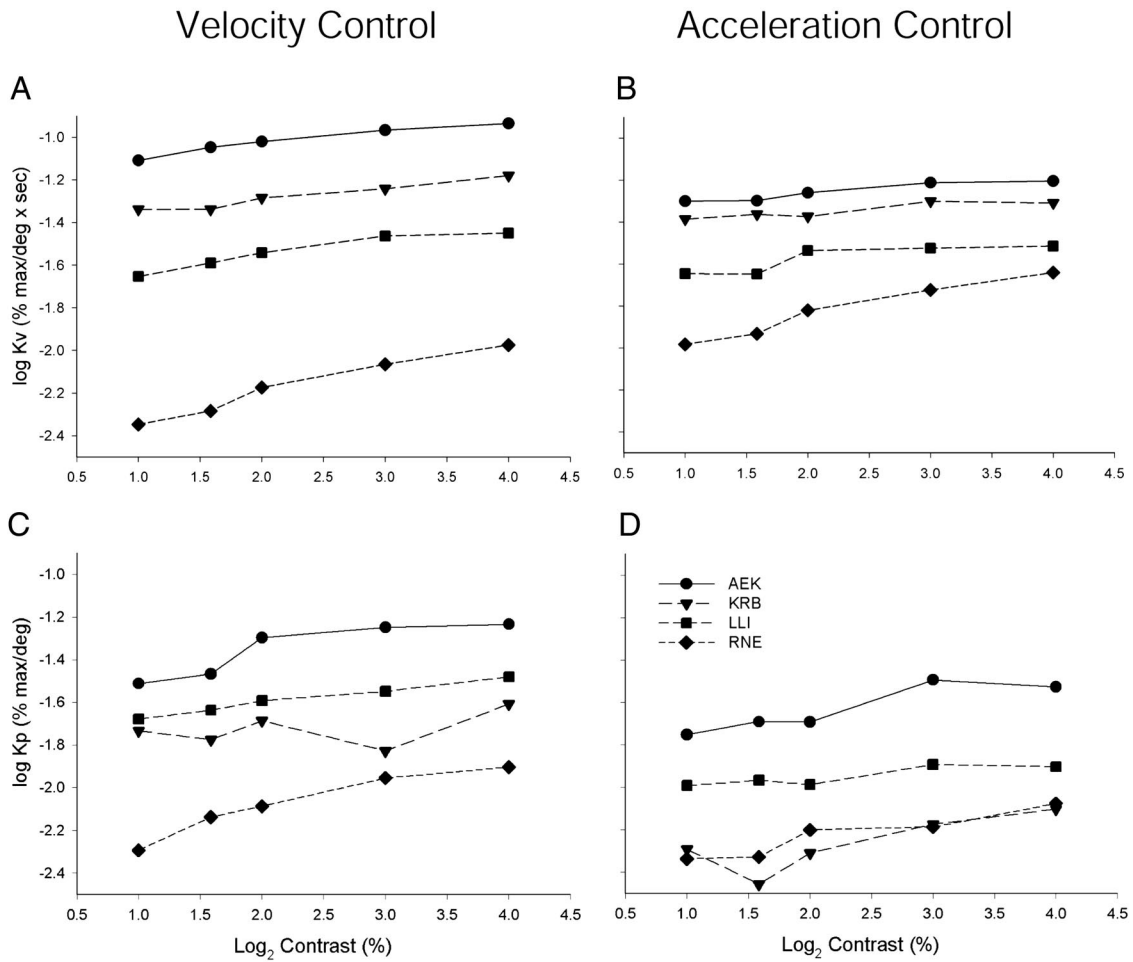 Velocity Control
Acceleration Control
A
B
log Kv (% max/deg x sec)
-1.0
-1.2
-1.4
-1.6
-1.8
-2.0
-2.2
-2.4
0.5 1.0 1.5 2.0 2.5 3.0 3.5 4.0 4.5
0.5 1.0 1.5 2.0 2.5 3.0 3.5 4.0 4.5
C
D
log Kp (% max/deg)
-1.0
-1.2
-1.4
-1.6
-1.8
-2.0
-2.2
-2.4
AEK
KRB
LLI
RNE
0.5 1.0 1.5 2.0 2.5 3.0 3.5 4.0 4.5
0.5 1.0 1.5 2.0 2.5 3.0 3.5 4.0 4.5
Log₂ Contrast (%)
Log₂ Contrast (%)